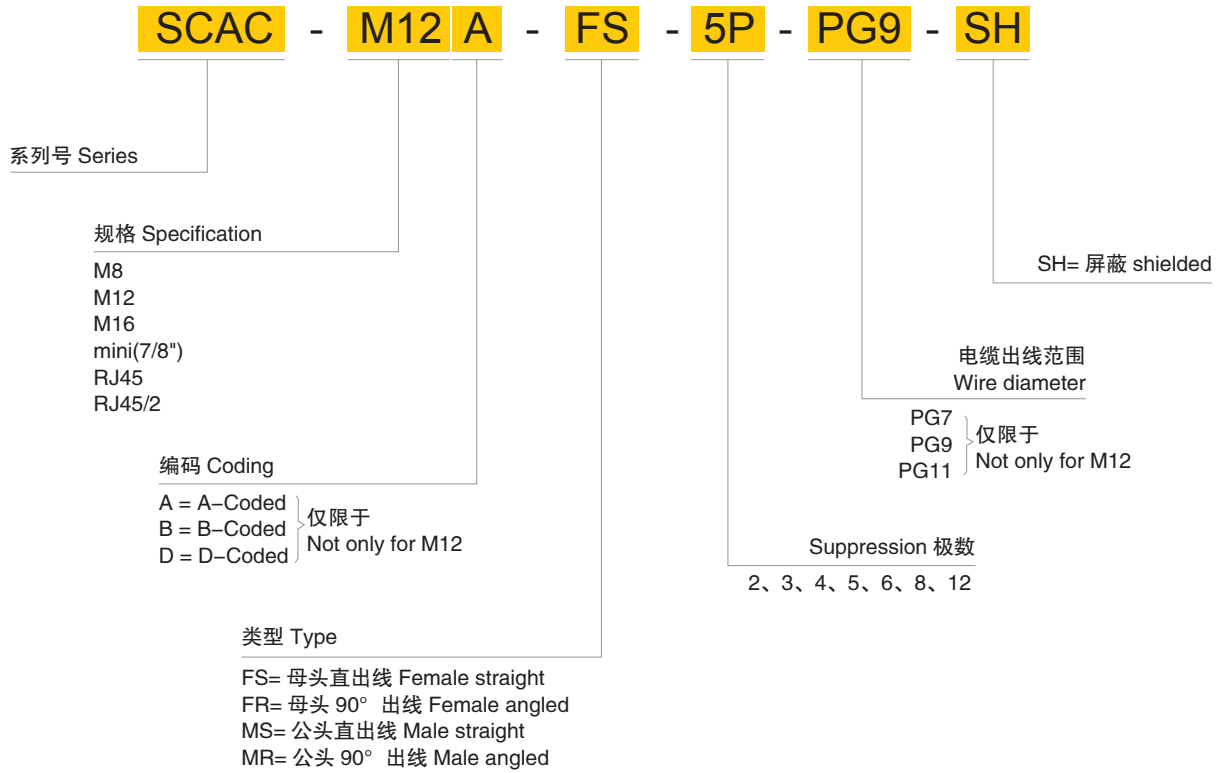 SCAC - M12 A - FS - 5P - PG9 - SH
系列号 Series
规格 Specification
M8
M12
M16
mini(7/8")
RJ45
RJ45/2
编码 Coding
A = A–Coded
B = B–Coded
D = D–Coded
仅限于
Not only for M12
类型 Type
FS= 母头直出线 Female straight
FR= 母头 90° 出线 Female angled
MS= 公头直出线 Male straight
MR= 公头 90° 出线 Male angled
Suppression 极数
2、3、4、5、6、8、12
电缆出线范围
Wire diameter
PG7
PG9
PG11
仅限于
Not only for M12
SH= 屏蔽 shielded